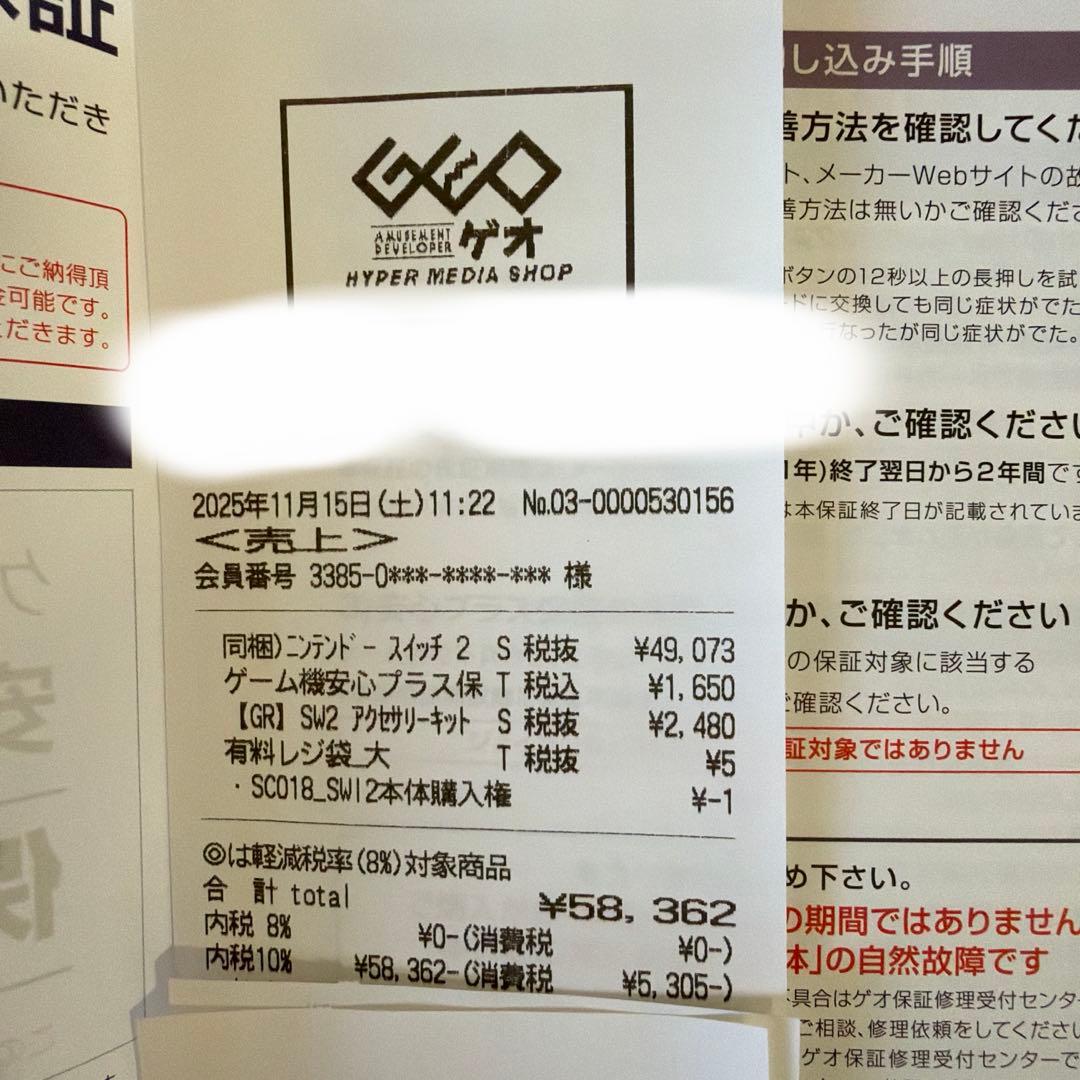 証
いただき
にご納得頂
金可能です。
ただきます。
GEO
AMUSEMENT
DEVELOPER ゲオ
HYPER MEDIA SHOP
2025年11月15日(土)11:22 No.03-0000530156
<売上>
会員番号 3385-0***-****-*** 様
同梱)ニンテンドー スイッチ 2 S 税抜 ¥49,073
ゲーム機安心プラス保 T 税込 ¥1,650
【GR】 SW2 アクセサリーキット S 税抜 ¥2,480
有料レジ袋_大 T 税抜 ¥5
・SC018_SWI2本体購入権 ¥-1
◎は軽減税率(8%)対象商品
合 計 total ¥58,362
内税 8% ¥0-(消費税 ¥0-)
内税10% ¥58,362-(消費税 ¥5,305-)
し込み手順
善方法を確認してくだ
ト、メーカーWebサイトの故
善方法は無いかご確認くださ
ボタンの12秒以上の長押しを試
ードに交換しても同じ症状がでた
なったが同じ症状がでた。
か、ご確認ください
1年)終了翌日から2年間です
は本保証終了日が記載されていま
か、ご確認ください
の保証対象に該当する
ご確認ください。
証対象ではありません
め下さい。
の期間ではありません
体」の自然故障です
不具合はゲオ保証修理受付センター
ご相談、修理依頼をしてください
ゲオ保証修理受付センターで